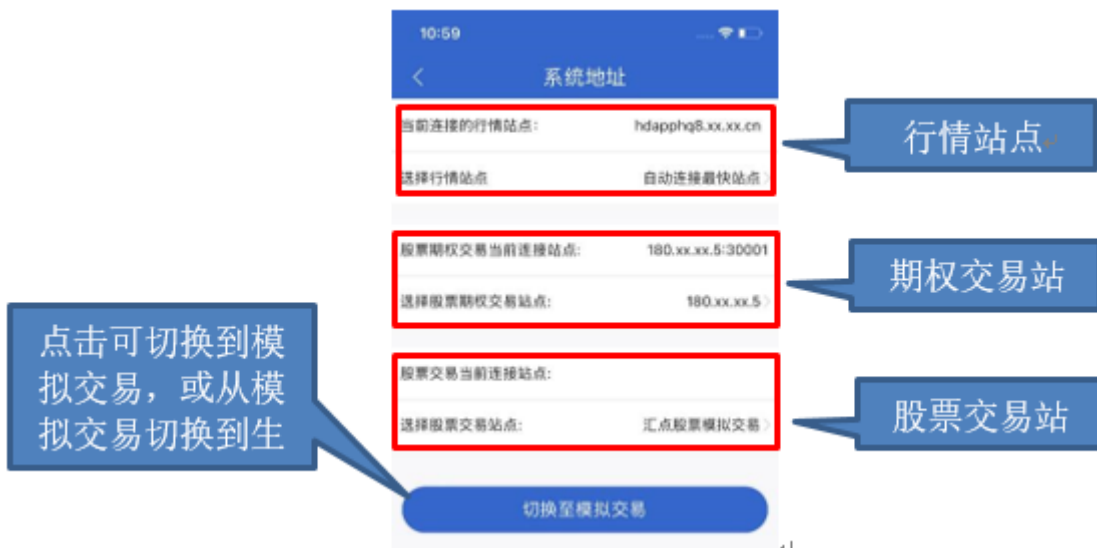 10:59
系统地址
当前连接的行情站点: hdapphq8.xx.xx.cn
选择行情站点 自动连接最快站点
行情站点
股票期权交易当前连接站点: 180.xx.xx.5:30001
选择股票期权交易站点: 180.xx.xx.5
期权交易站
点击可切换到模
拟交易，或从模
拟交易切换到生
股票交易当前连接站点:
选择股票交易站点: 汇点股票模拟交易
股票交易站
切换至模拟交易